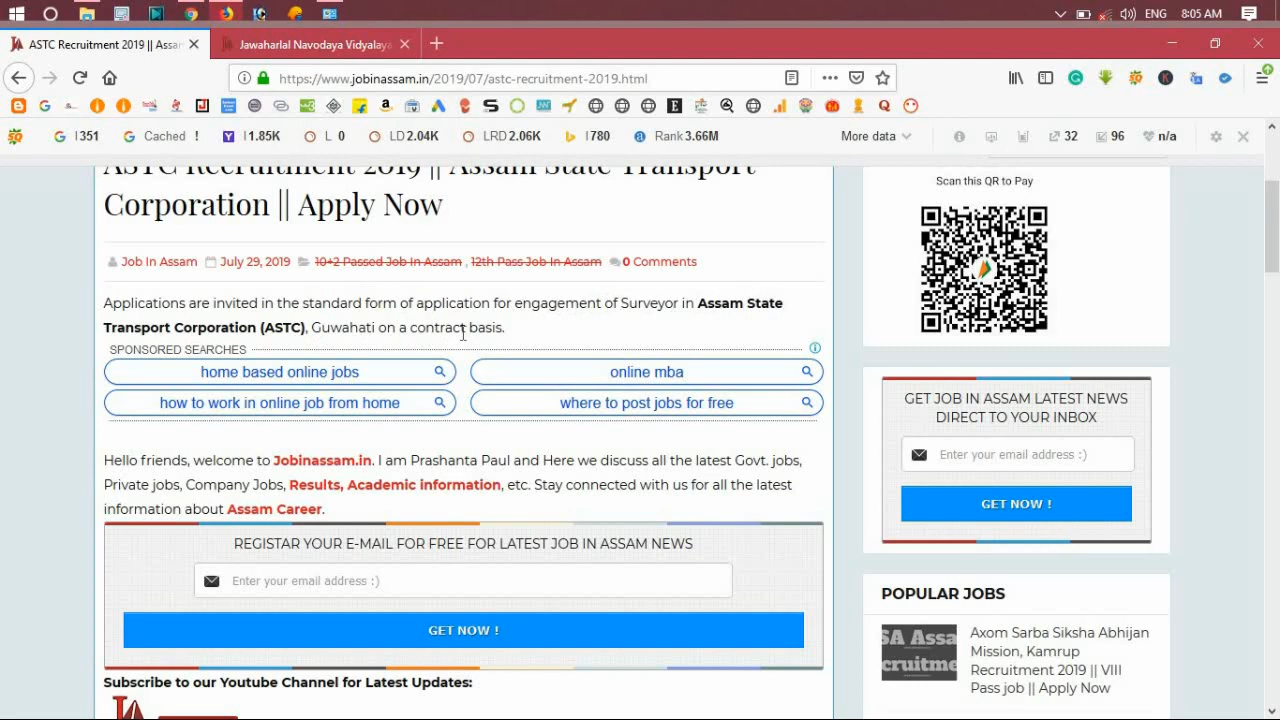 ENG 8:05 AM
ASTC Recruitment 2019 || Assar
Jawaharlal Navodaya Vidyalaya
https://www.jobinassam.in/2019/07/astc-recruitment-2019.html
I 351 Cached ! I 1.85K L 0 LD 2.04K LRD 2.06K I 780 Rank 3.66M More data 32 96 n/a
ASTC Recruitment 2019 || Assam State Transport
Corporation || Apply Now
Job In Assam July 29, 2019 10+2 Passed Job In Assam , 12th Pass Job In Assam 0 Comments
Applications are invited in the standard form of application for engagement of Surveyor in Assam State
Transport Corporation (ASTC), Guwahati on a contract basis.
SPONSORED SEARCHES
home based online jobs
online mba
how to work in online job from home
where to post jobs for free
Hello friends, welcome to Jobinassam.in. I am Prashanta Paul and Here we discuss all the latest Govt. jobs,
Private jobs, Company Jobs, Results, Academic information, etc. Stay connected with us for all the latest
information about Assam Career.
REGISTAR YOUR E-MAIL FOR FREE FOR LATEST JOB IN ASSAM NEWS
Enter your email address :)
GET NOW !
Subscribe to our Youtube Channel for Latest Updates:
Scan this QR to Pay
GET JOB IN ASSAM LATEST NEWS
DIRECT TO YOUR INBOX
Enter your email address :)
GET NOW !
POPULAR JOBS
SA Assa
cruitme
Axom Sarba Siksha Abhijan
Mission, Kamrup
Recruitment 2019 || VIII
Pass job || Apply Now